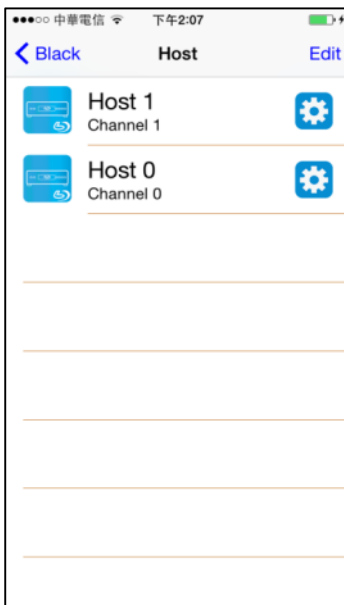 中華電信 下午2:07
Black Host Edit
Host 1
Channel 1
Host 0
Channel 0